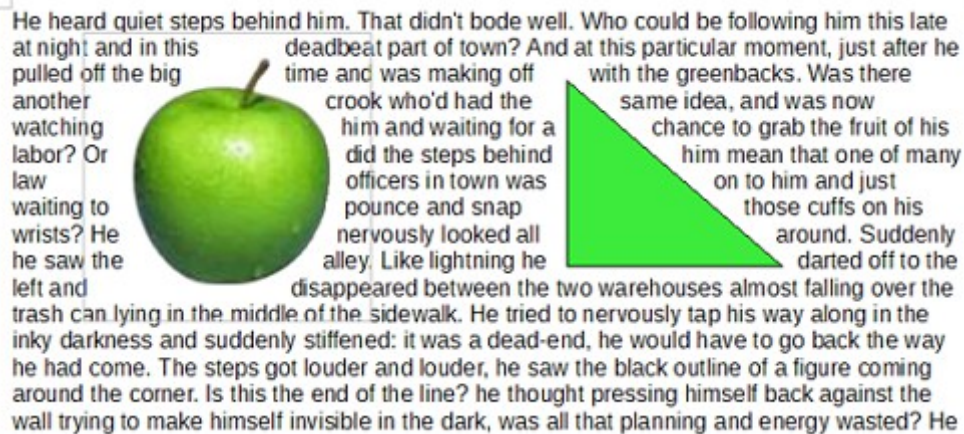 He heard quiet steps behind him. That didn't bode well. Who could be following him this late
at night and in this deadbeat part of town? And at this particular moment, just after he
pulled off the big time and was making off with the greenbacks. Was there
another crook who'd had the same idea, and was now
watching him and waiting for a chance to grab the fruit of his
labor? Or did the steps behind him mean that one of many
law officers in town was on to him and just
waiting to pounce and snap those cuffs on his
wrists? He nervously looked all around. Suddenly
he saw the alley. Like lightning he darted off to the
left and disappeared between the two warehouses almost falling over the
trash can lying in the middle of the sidewalk. He tried to nervously tap his way along in the
inky darkness and suddenly stiffened: it was a dead-end, he would have to go back the way
he had come. The steps got louder and louder, he saw the black outline of a figure coming
around the corner. Is this the end of the line? he thought pressing himself back against the
wall trying to make himself invisible in the dark, was all that planning and energy wasted? He